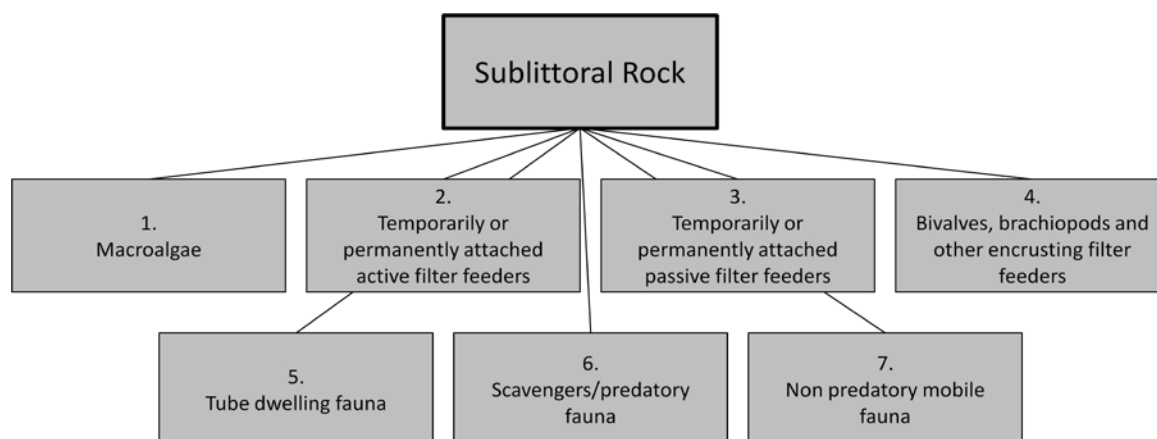 Sublittoral Rock
1.
Macroalgae
2.
Temporarily or
permanently attached
active filter feeders
3.
Temporarily or
permanently attached
passive filter feeders
4.
Bivalves, brachiopods and
other encrusting filter
feeders
5.
Tube dwelling fauna
6.
Scavengers/predatory
fauna
7.
Non predatory mobile
fauna